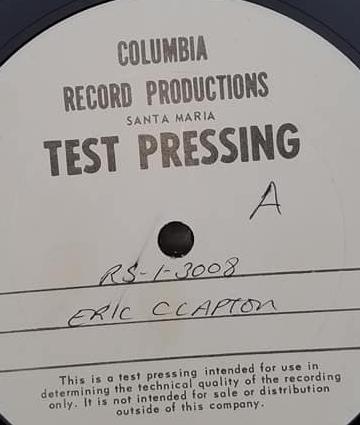 COLUMBIA
RECORD PRODUCTIONS
SANTA MARIA
TEST PRESSING
A
RS-1-3008
ERIC CLAPTON
This is a test pressing intended for use in
determining the technical quality of the recording
only. It is not intended for sale or distribution
outside of this company.